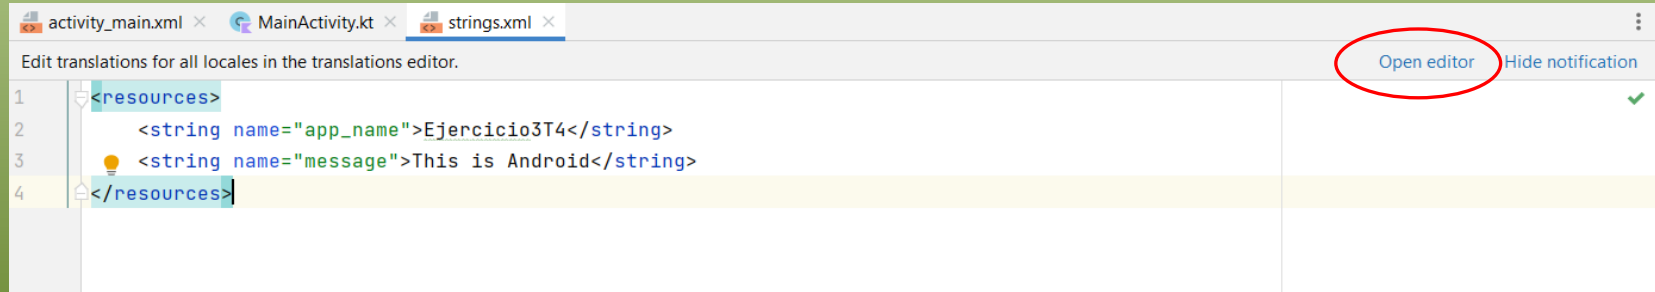 activity_main.xml MainActivity.kt strings.xml
Edit translations for all locales in the translations editor. Open editor Hide notification
1 <resources>
2 <string name="app_name">Ejercicio3T4</string>
3 <string name="message">This is Android</string>
4 </resources>